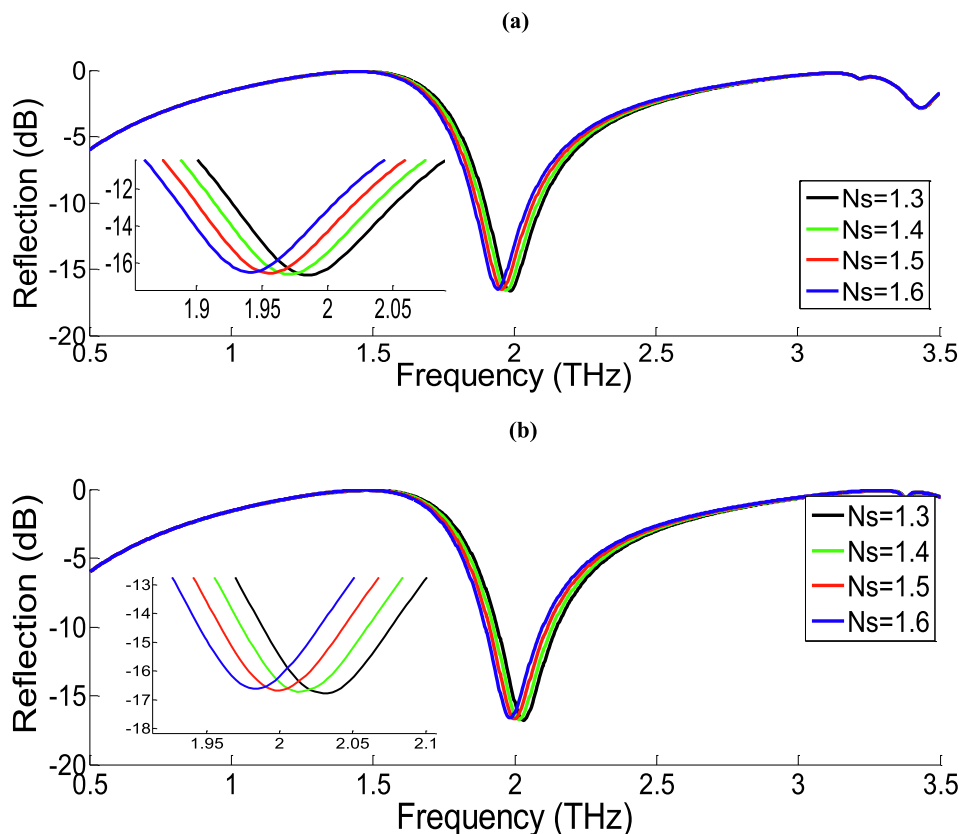 (a)
Reflection (dB)
0
-5
-10
-15
-20
-12
-14
-16
1.9 1.95 2 2.05
Ns=1.3
Ns=1.4
Ns=1.5
Ns=1.6
0.5 1 1.5 2 2.5 3 3.5
Frequency (THz)
(b)
Reflection (dB)
0
-5
-10
-15
-20
-13
-14
-15
-16
-17
-18
1.95 2 2.05 2.1
Ns=1.3
Ns=1.4
Ns=1.5
Ns=1.6
0.5 1 1.5 2 2.5 3 3.5
Frequency (THz)